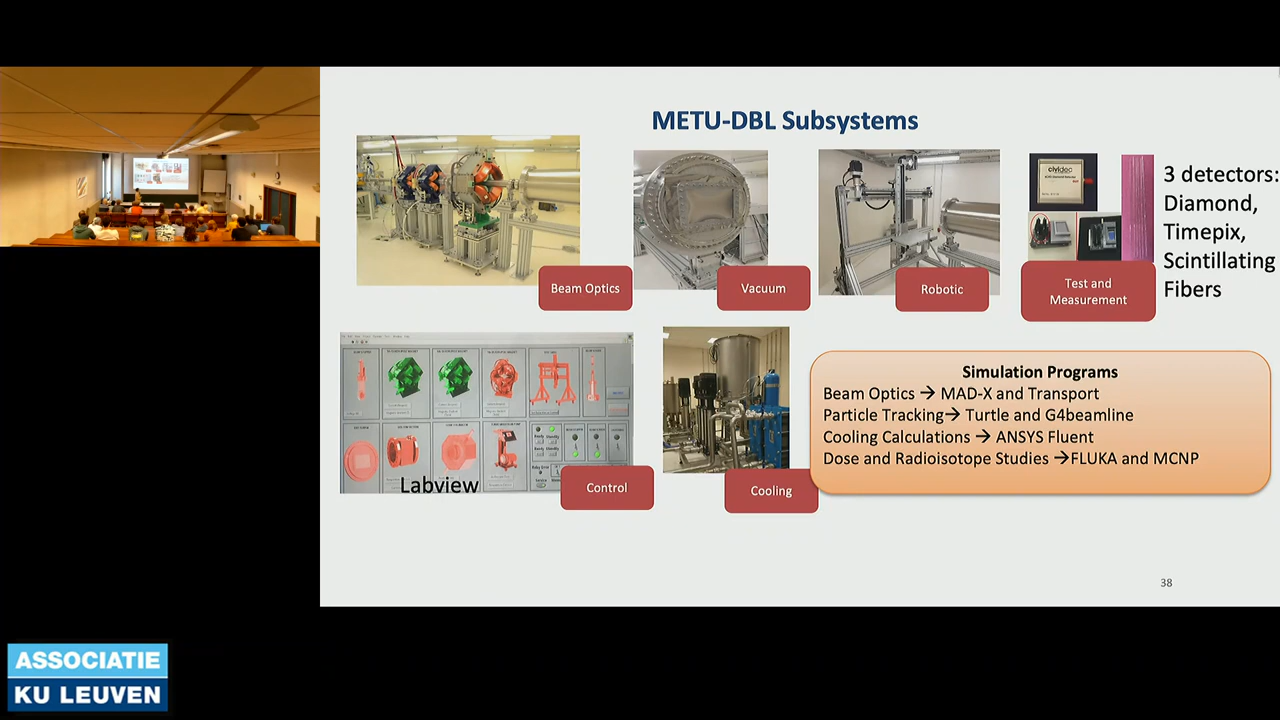 METU-DBL Subsystems
Beam Optics
Vacuum
Robotic
cividec
Test and
Measurement
3 detectors:
Diamond,
Timepix,
Scintillating
Fibers
Labview
Control
Cooling
Simulation Programs
Beam Optics → MAD-X and Transport
Particle Tracking→ Turtle and G4beamline
Cooling Calculations → ANSYS Fluent
Dose and Radioisotope Studies →FLUKA and MCNP
38
ASSOCIATIE
KU LEUVEN